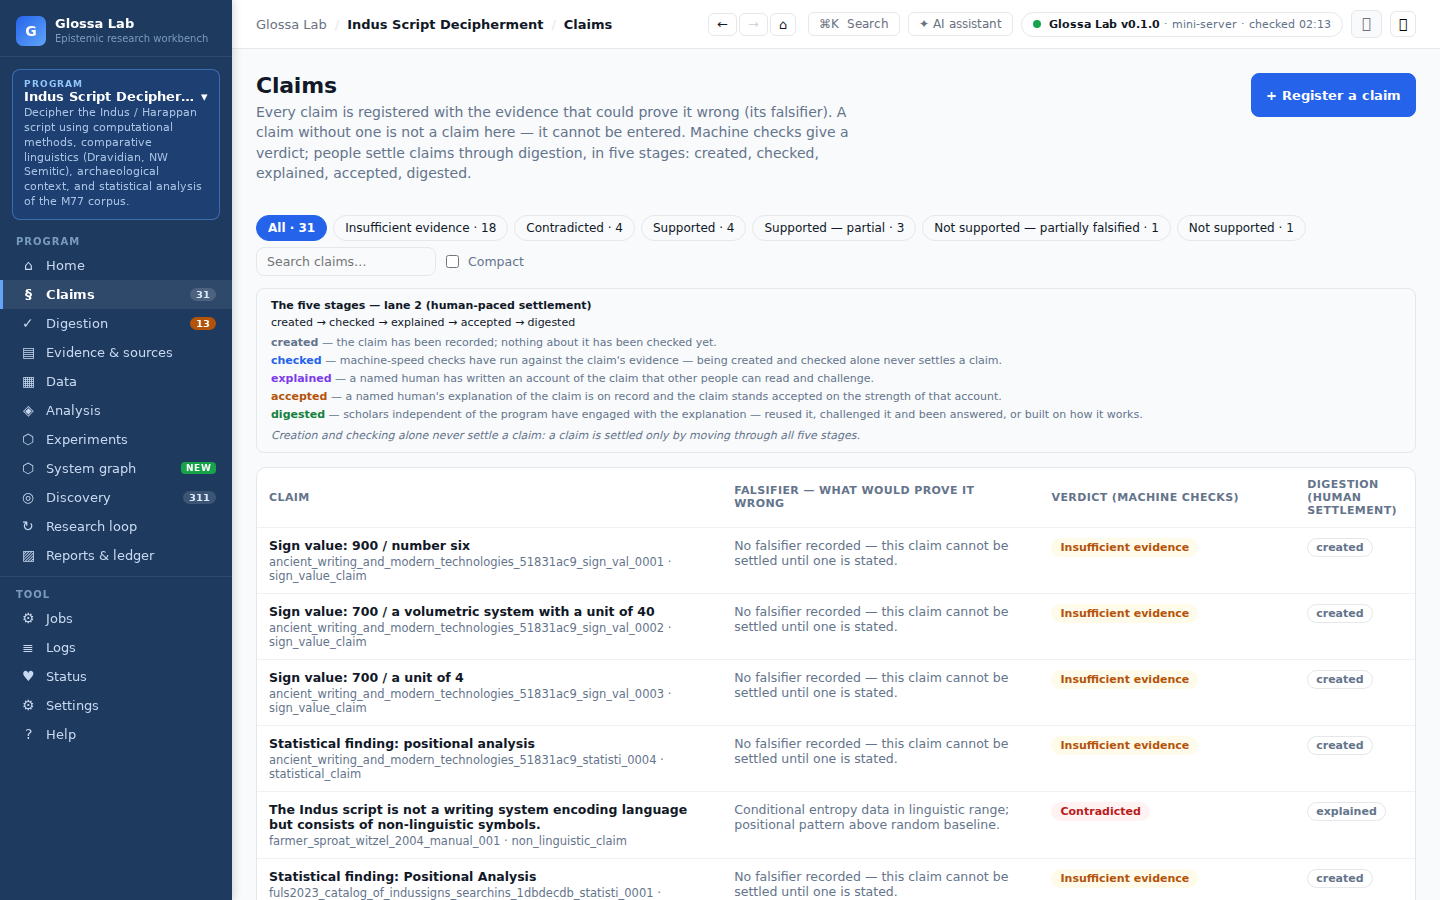 G
Glossa Lab
Epistemic research workbench
PROGRAM
Indus Script Decipher... ▾
Decipher the Indus / Harappan
script using computational
methods, comparative
linguistics (Dravidian, NW
Semitic), archaeological
context, and statistical analysis
of the M77 corpus.
PROGRAM
Home
Claims 31
Digestion 13
Evidence & sources
Data
Analysis
Experiments
System graph NEW
Discovery 311
Research loop
Reports & ledger
TOOL
Jobs
Logs
Status
Settings
? Help
Glossa Lab / Indus Script Decipherment / Claims
← → ⌂ ⌘K Search ✦ AI assistant Glossa Lab v0.1.0 · mini-server · checked 02:13
Claims
Every claim is registered with the evidence that could prove it wrong (its falsifier). A
claim without one is not a claim here — it cannot be entered. Machine checks give a
verdict; people settle claims through digestion, in five stages: created, checked,
explained, accepted, digested.
+ Register a claim
All · 31 Insufficient evidence · 18 Contradicted · 4 Supported · 4 Supported — partial · 3 Not supported — partially falsified · 1 Not supported · 1
Search claims... Compact
The five stages — lane 2 (human-paced settlement)
created → checked → explained → accepted → digested
created — the claim has been recorded; nothing about it has been checked yet.
checked — machine-speed checks have run against the claim's evidence — being created and checked alone never settles a claim.
explained — a named human has written an account of the claim that other people can read and challenge.
accepted — a named human's explanation of the claim is on record and the claim stands accepted on the strength of that account.
digested — scholars independent of the program have engaged with the explanation — reused it, challenged it and been answered, or built on how it works.
Creation and checking alone never settle a claim: a claim is settled only by moving through all five stages.
CLAIM
FALSIFIER — WHAT WOULD PROVE IT
WRONG
VERDICT (MACHINE CHECKS)
DIGESTION
(HUMAN
SETTLEMENT)
Sign value: 900 / number six
ancient_writing_and_modern_technologies_51831ac9_sign_val_0001 ·
sign_value_claim
No falsifier recorded — this claim cannot be
settled until one is stated.
Insufficient evidence
created
Sign value: 700 / a volumetric system with a unit of 40
ancient_writing_and_modern_technologies_51831ac9_sign_val_0002 ·
sign_value_claim
No falsifier recorded — this claim cannot be
settled until one is stated.
Insufficient evidence
created
Sign value: 700 / a unit of 4
ancient_writing_and_modern_technologies_51831ac9_sign_val_0003 ·
sign_value_claim
No falsifier recorded — this claim cannot be
settled until one is stated.
Insufficient evidence
created
Statistical finding: positional analysis
ancient_writing_and_modern_technologies_51831ac9_statisti_0004 ·
statistical_claim
No falsifier recorded — this claim cannot be
settled until one is stated.
Insufficient evidence
created
The Indus script is not a writing system encoding language
but consists of non-linguistic symbols.
farmer_sproat_witzel_2004_manual_001 · non_linguistic_claim
Conditional entropy data in linguistic range;
positional pattern above random baseline.
Contradicted
explained
Statistical finding: Positional Analysis
fuls2023_catalog_of_indussigns_searchins_1dbdecdb_statisti_0001 ·
No falsifier recorded — this claim cannot be
settled until one is stated.
Insufficient evidence
created